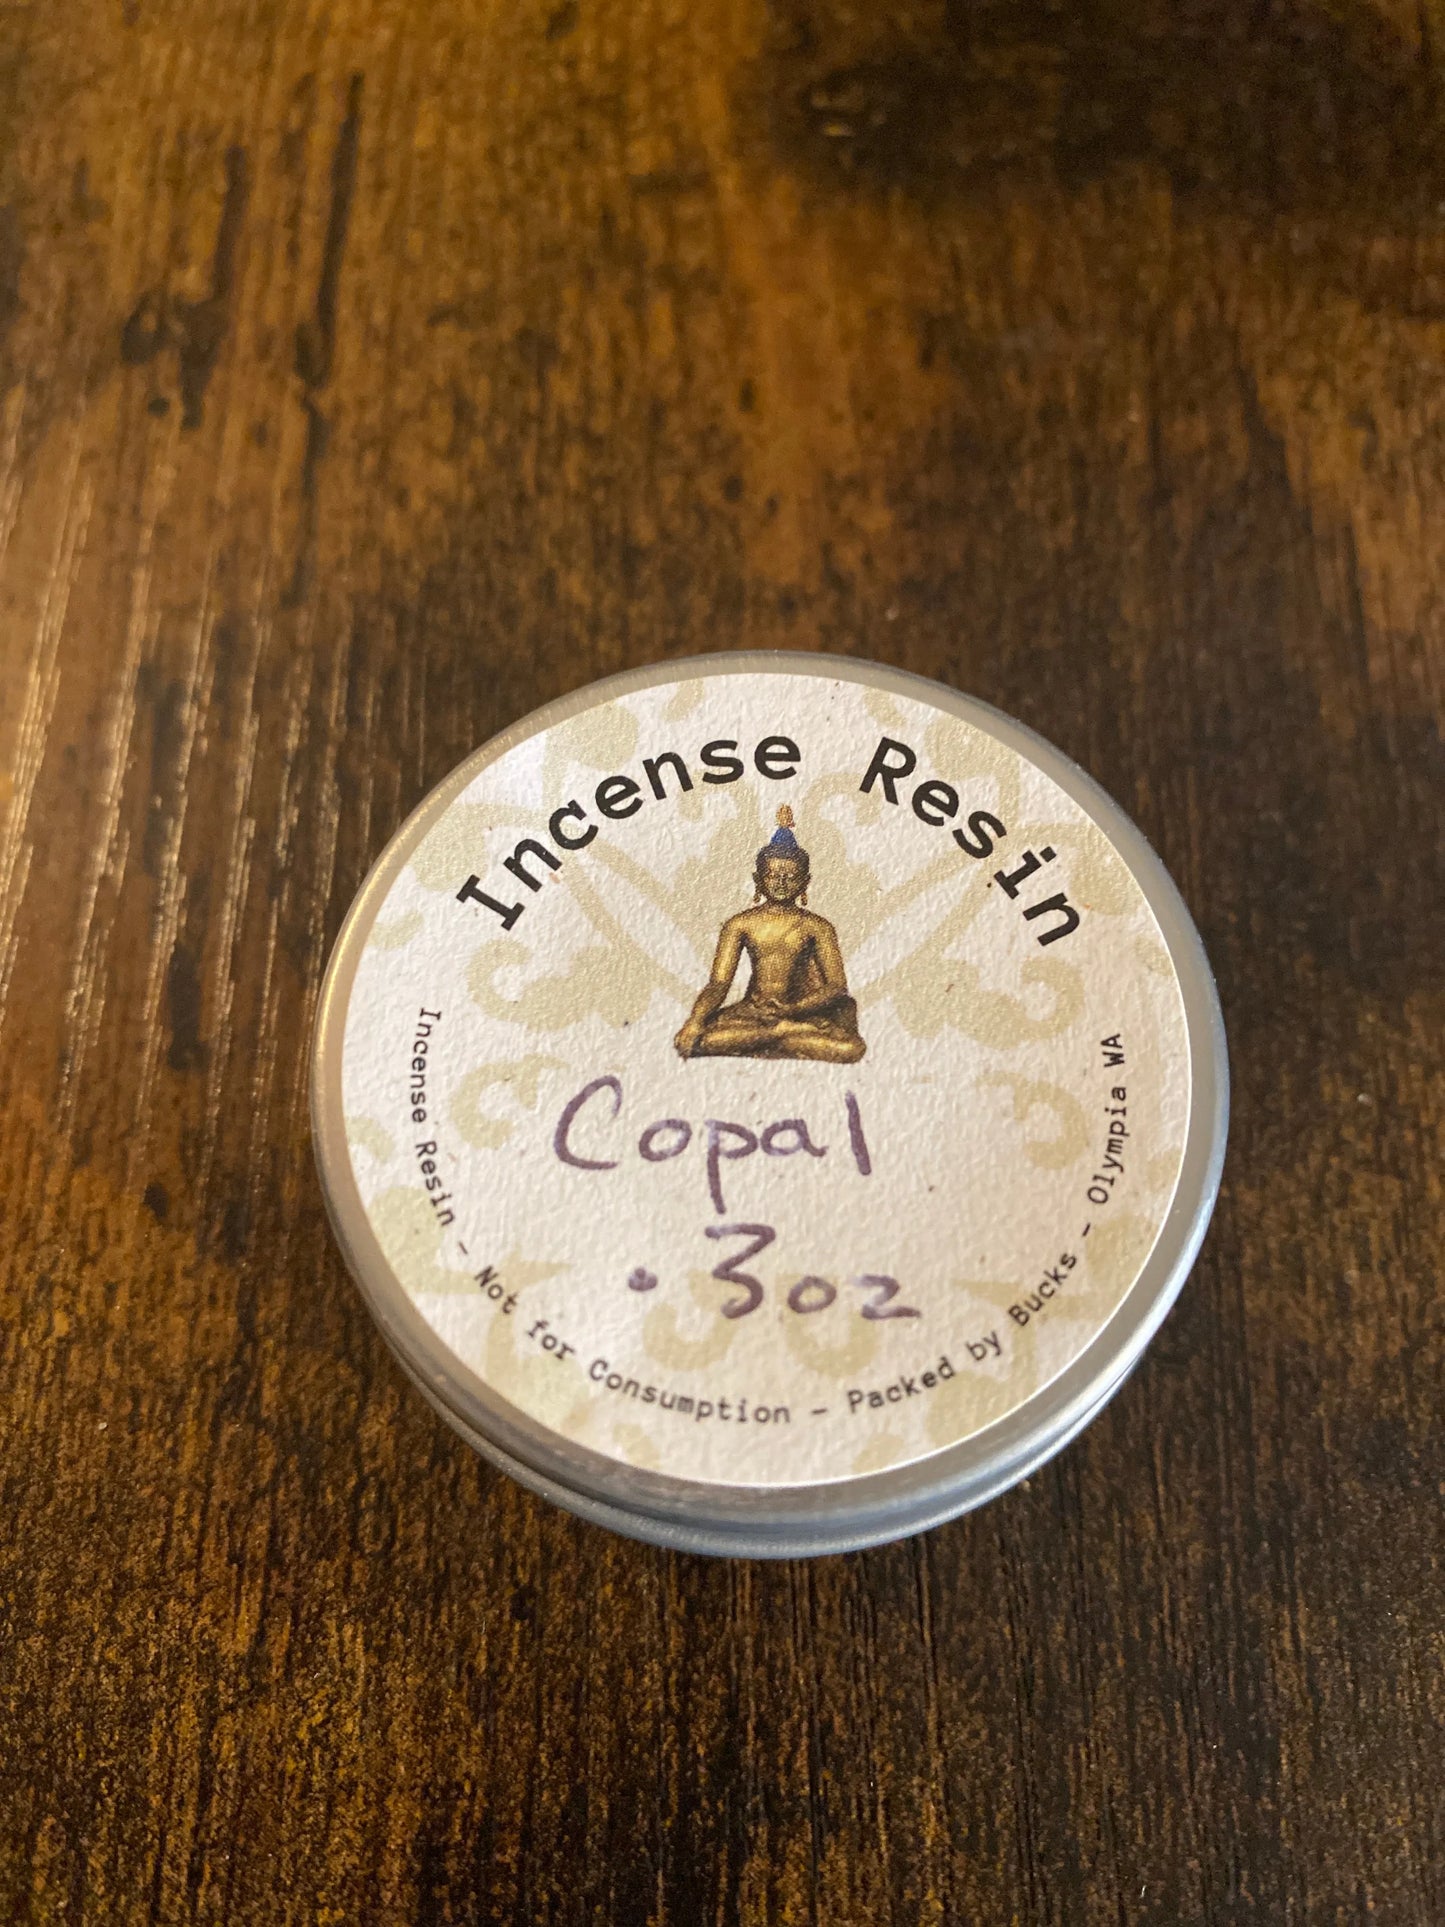 Incense Resin
Copal
.3oz
Incense Resin - Not for Consumption - Packed by Bucks - Olympia WA